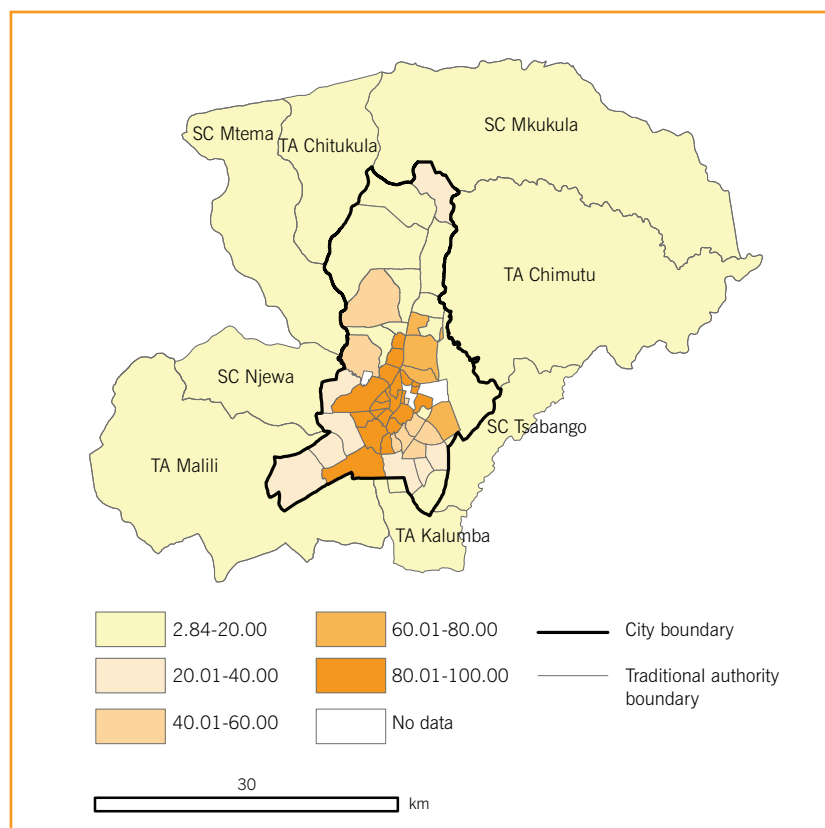 SC Mtema
TA Chitukula
SC Mkukula
TA Chimutu
SC Njewa
SC Tsabango
TA Malili
TA Kalumba
2.84-20.00
20.01-40.00
40.01-60.00
60.01-80.00
80.01-100.00
No data
City boundary
Traditional authority
boundary
30
km